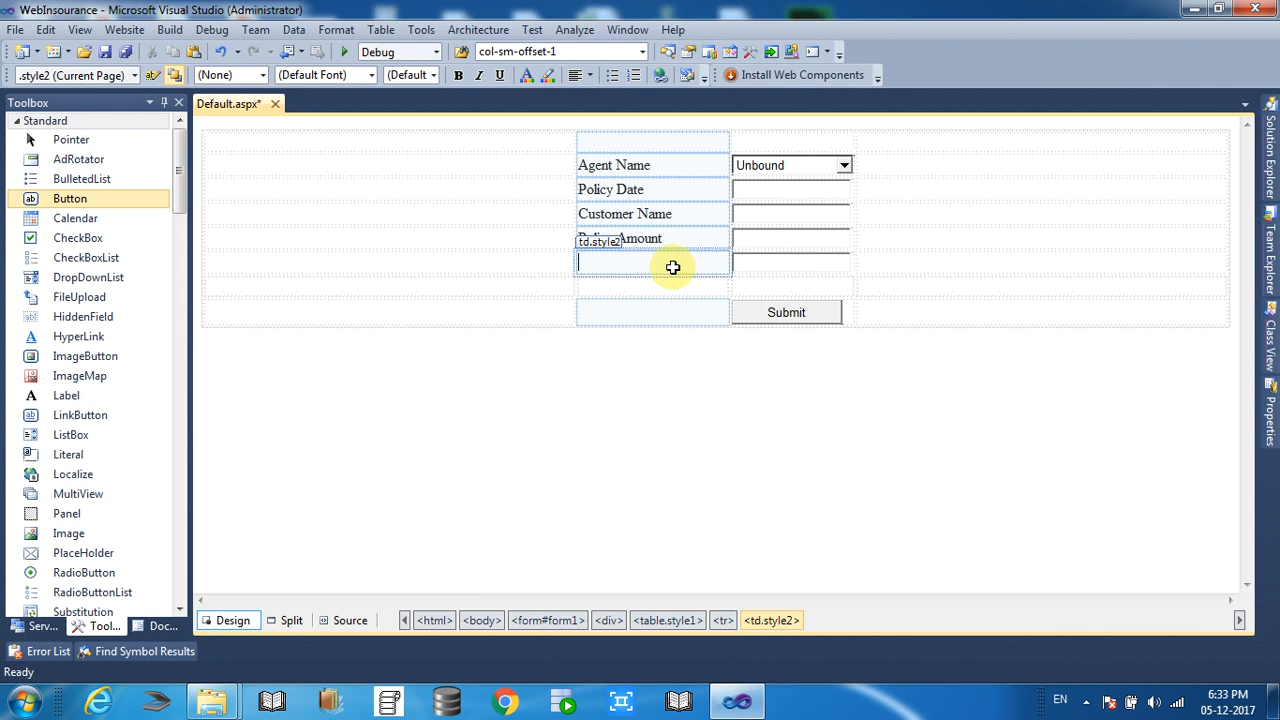 WebInsourance - Microsoft Visual Studio (Administrator)
File Edit View Website Build Debug Team Data Format Table Tools Architecture Test Analyze Window Help
Debug col-sm-offset-1
.style2 (Current Page) (None) (Default Font) (Default B I U A Install Web Components
Toolbox Default.aspx*
Standard
Pointer
AdRotator
BulletedList
Button
Calendar
CheckBox
CheckBoxList
DropDownList
FileUpload
HiddenField
HyperLink
ImageButton
ImageMap
Label
LinkButton
ListBox
Literal
Localize
MultiView
Panel
Image
PlaceHolder
RadioButton
RadioButtonList
Substitution
Agent Name Unbound
Policy Date
Customer Name
Amount
td.style2
Submit
Solution Explorer
Team Explorer
Class View
Properties
Serv... Tool... Doc...
Design Split Source <html> <body> <form#form1> <div> <table.style1> <tr> <td.style2>
Error List Find Symbol Results
Ready
EN 6:33 PM
05-12-2017